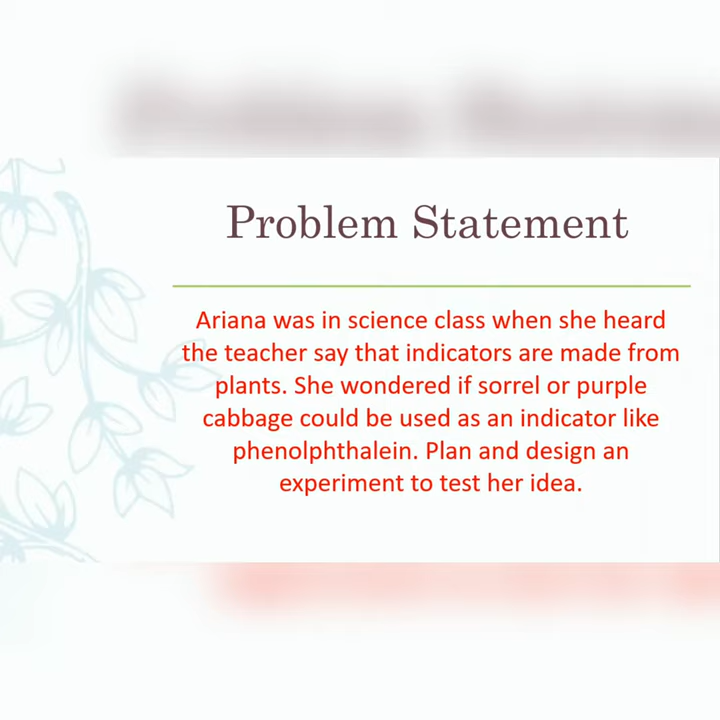 Problem Statement
Ariana was in science class when she heard
the teacher say that indicators are made from
plants. She wondered if sorrel or purple
cabbage could be used as an indicator like
phenolphthalein. Plan and design an
experiment to test her idea.